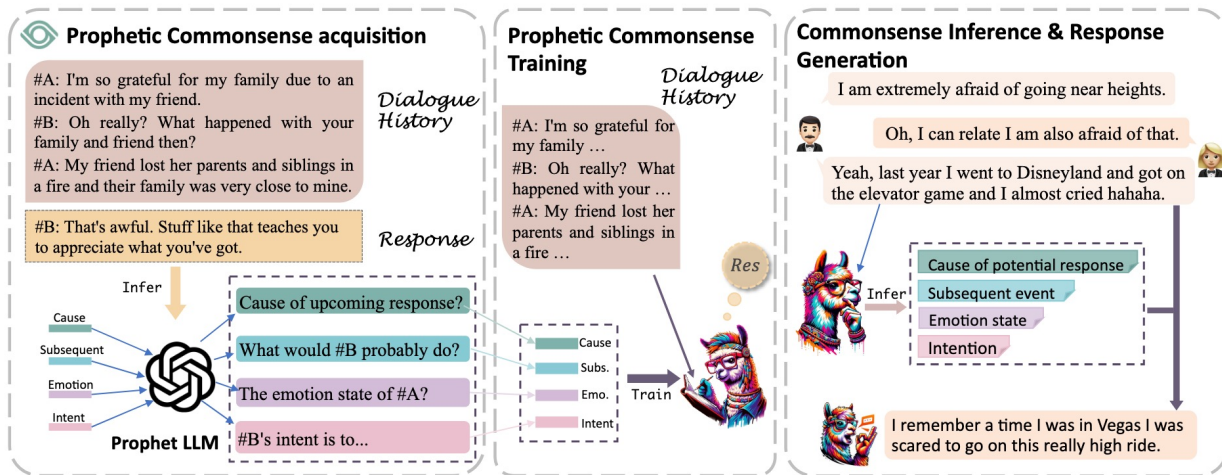 Prophetic Commonsense acquisition
#A: I'm so grateful for my family due to an
incident with my friend.
#B: Oh really? What happened with your
family and friend then?
#A: My friend lost her parents and siblings in
a fire and their family was very close to mine.
Dialogue
History
#B: That's awful. Stuff like that teaches you
to appreciate what you've got.
Response
Infer
Cause
Subsequent
Emotion
Intent
Prophet LLM
Cause of upcoming response?
What would #B probably do?
The emotion state of #A?
#B's intent is to...
Prophetic Commonsense
Training
Dialogue
History
#A: I'm so grateful for
my family …
#B: Oh really? What
happened with your …
#A: My friend lost her
parents and siblings in
a fire …
Res
Cause
Subs.
Emo.
Intent
Train
Commonsense Inference & Response
Generation
I am extremely afraid of going near heights.
Oh, I can relate I am also afraid of that.
Yeah, last year I went to Disneyland and got on
the elevator game and I almost cried hahaha.
Infer
Cause of potential response
Subsequent event
Emotion state
Intention
I remember a time I was in Vegas I was
scared to go on this really high ride.